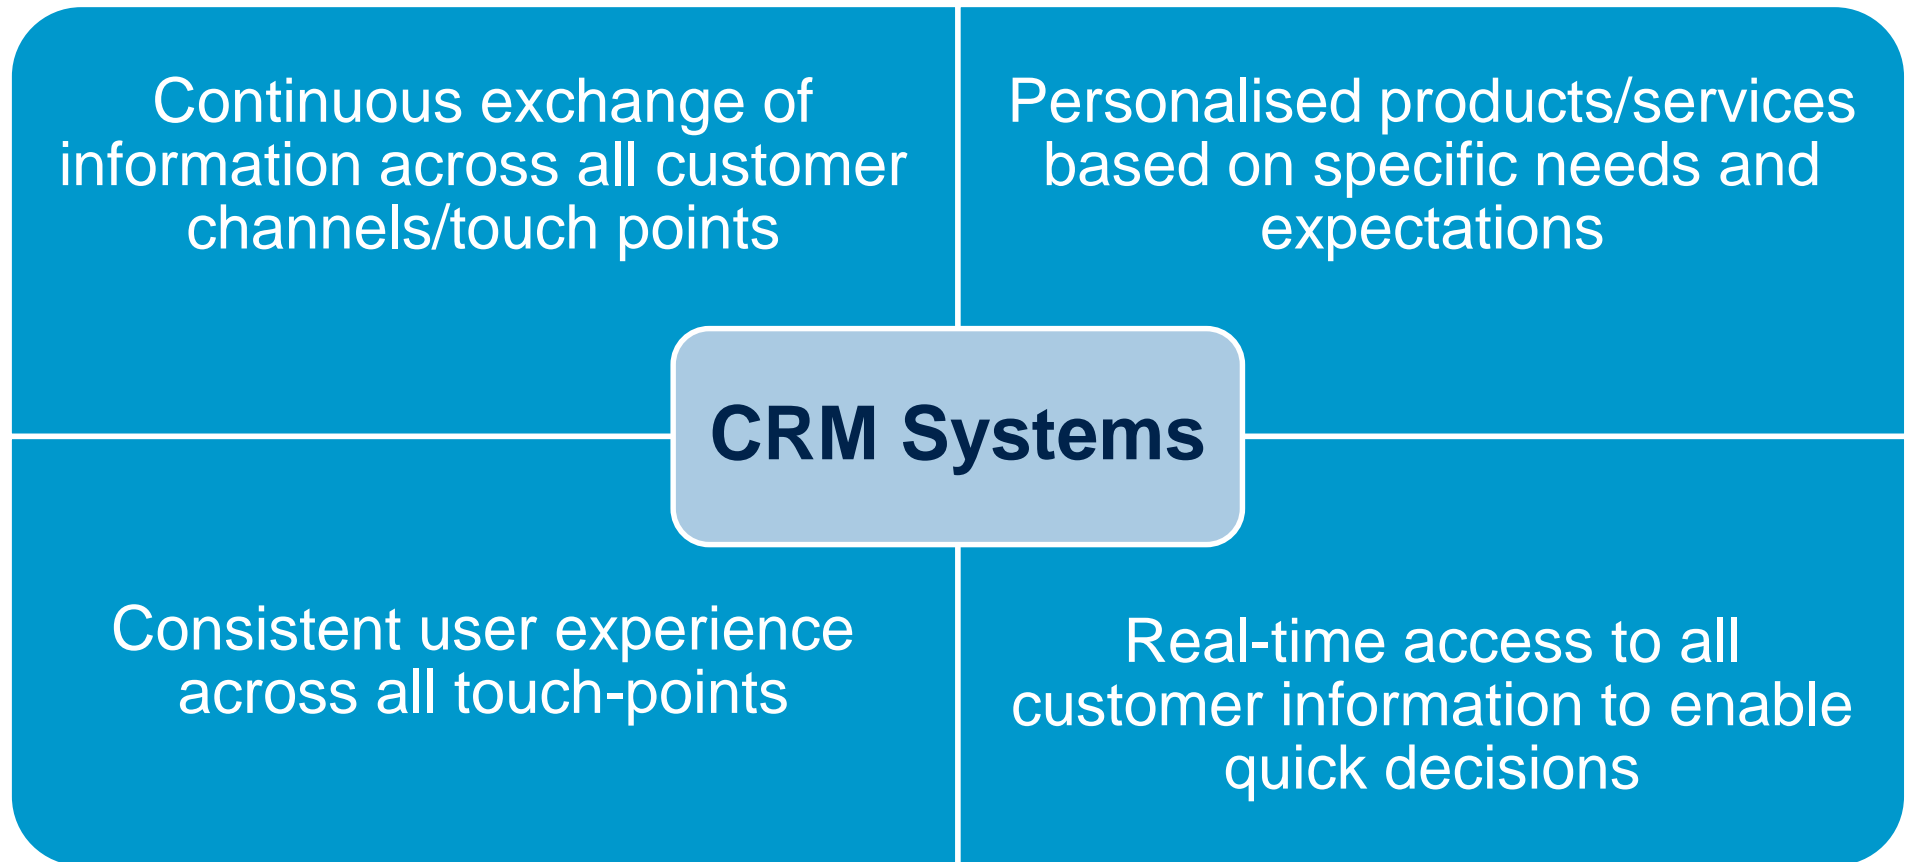 Continuous exchange of
information across all customer
channels/touch points
Personalised products/services
based on specific needs and
expectations
CRM Systems
Consistent user experience
across all touch-points
Real-time access to all
customer information to enable
quick decisions